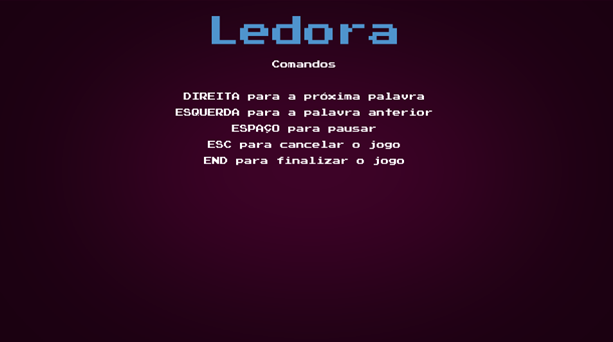 Ledora
Comandos
DIREITA para a próxima palavra
ESQUERDA para a palavra anterior
ESPAÇO para pausar
ESC para cancelar o jogo
END para finalizar o jogo